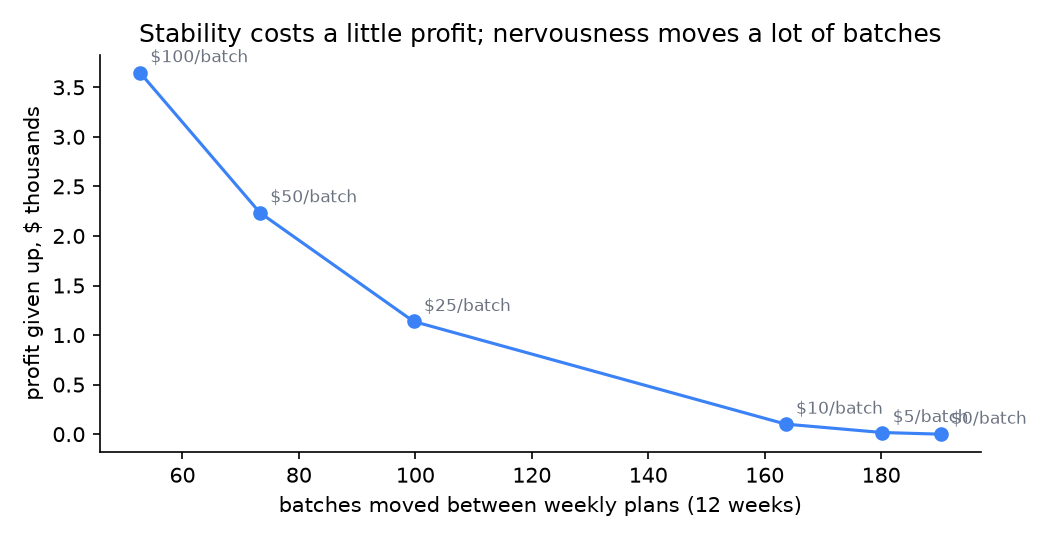 Stability costs a little profit; nervousness moves a lot of batches
$100/batch
3.5
3.0
2.5
$50/batch
2.0
1.5
$25/batch
1.0
0.5
$10/batch
$5/batch
$0/batch
0.0
profit given up, $ thousands
60
80
100
120
140
160
180
batches moved between weekly plans (12 weeks)